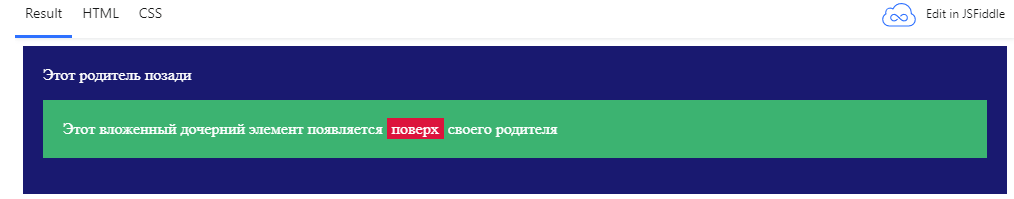 Result HTML CSS Edit in JSFiddle
Этот родитель позади
Этот вложенный дочерний элемент появляется поверх своего родителя